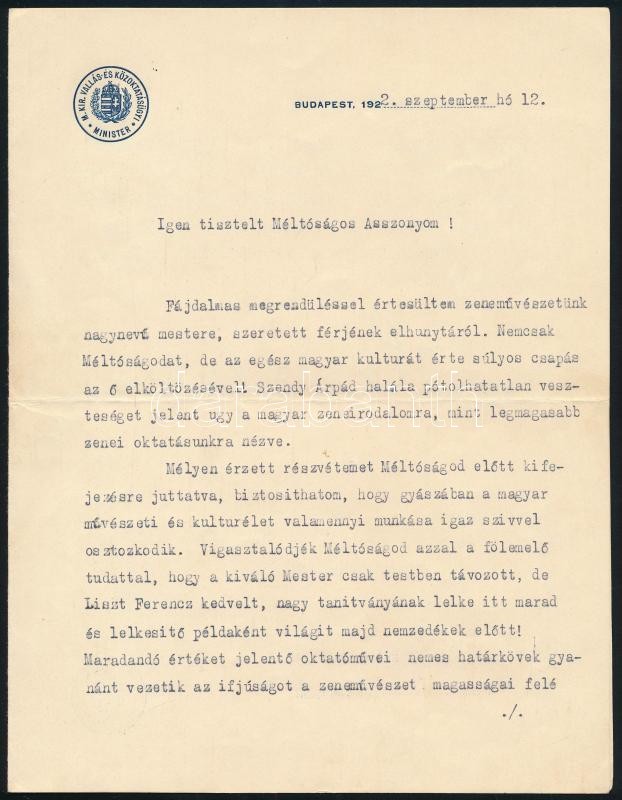 M. KIR. VALLÁS-ÉS KÖZOKTATÁSÜGYI
• MINISTER •
BUDAPEST, 1922. szeptember hó 12.
Igen tisztelt Méltóságos Asszonyom !
Fájdalmas megrendüléssel értesültem zeneművészetünk
nagynevű mestere, szeretett férjének elhunytáról. Nemcsak
Méltóságodat, de az egész magyar kulturát érte súlyos csapás
az ő elköltözésével! Szendy Árpád halála pótolhatatlan vesz-
teséget jelent ugy a magyar zeneirodalomra, mint legmagasabb
zenei oktatásunkra nézve.
Mélyen érzett részvétemet Méltóságod előtt kife-
jezésre juttatva, biztosithatom, hogy gyászában a magyar
művészeti és kulturélet valamennyi munkása igaz szivvel
osztozkodik. Vigasztalódjék Méltóságod azzal a fölemelő
tudattal, hogy a kiváló Mester csak testben távozott, de
Liszt Ferencz kedvelt, nagy tanitványának lelke itt marad
és lelkesitő példaként világit majd nemzedékek előtt!
Maradandó értéket jelentő oktatóművei nemes határkövek gya-
nánt vezetik az ifjúságot a zeneművészet magasságai felé
./.
darabanth